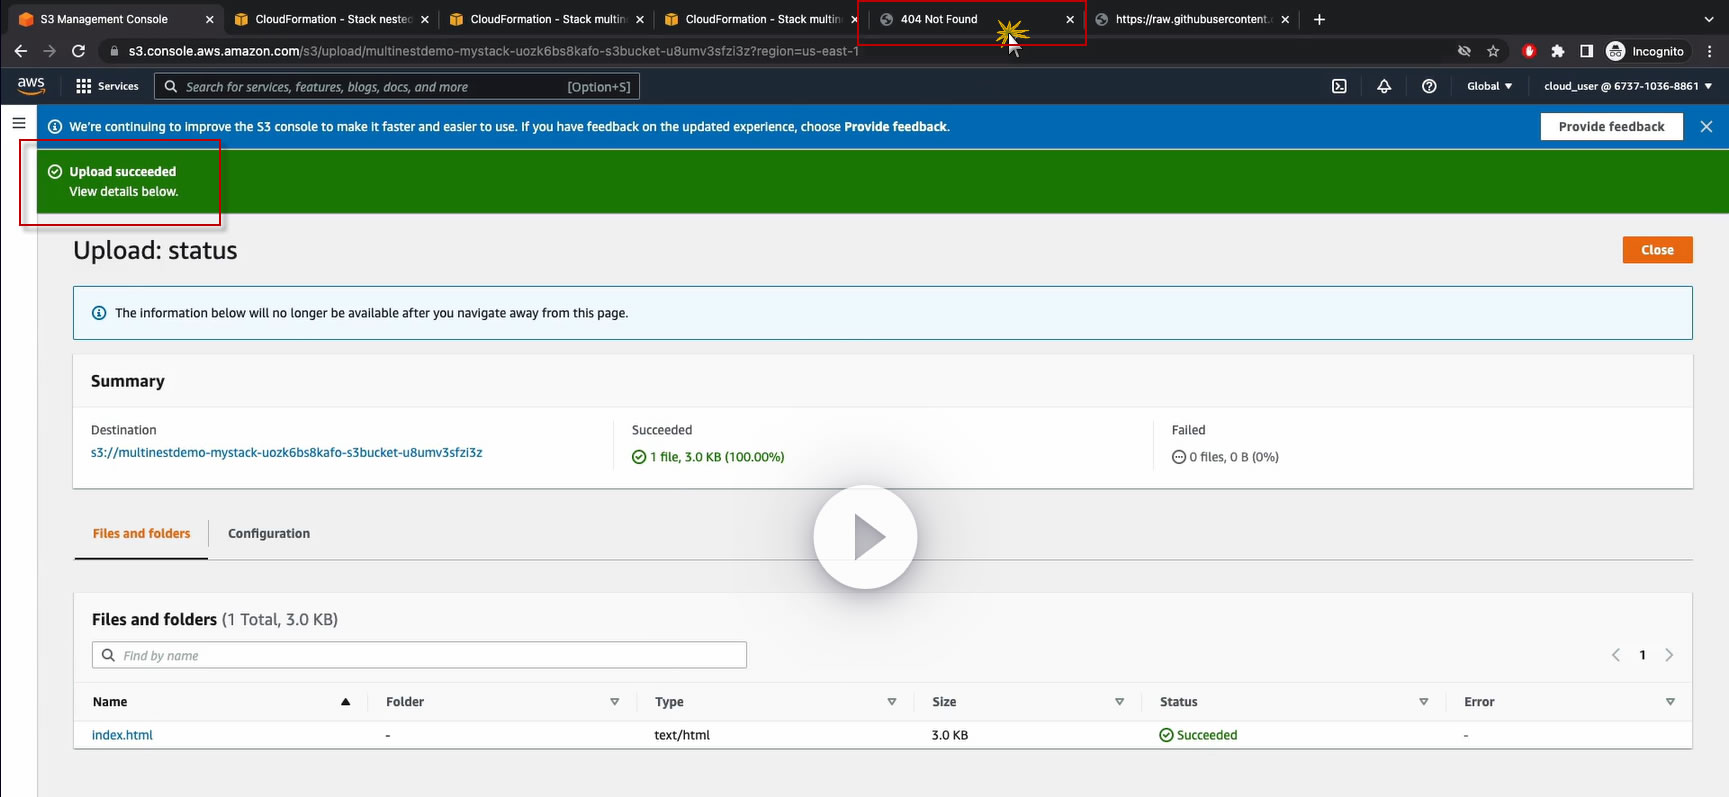 S3 Management Console
CloudFormation - Stack nested
CloudFormation - Stack multin
CloudFormation - Stack multin
404 Not Found
https://raw.githubusercontent.
s3.console.aws.amazon.com/s3/upload/multinestdemo-mystack-uozk6bs8kafo-s3bucket-u8umv3sfzi3z?region=us-east-1
Incognito
aws
Services
Search for services, features, blogs, docs, and more
[Option+S]
Global
cloud_user @ 6737-1036-8861
We're continuing to improve the S3 console to make it faster and easier to use. If you have feedback on the updated experience, choose Provide feedback.
Provide feedback
Upload succeeded
View details below.
Upload: status
Close
The information below will no longer be available after you navigate away from this page.
Summary
Destination
s3://multinestdemo-mystack-uozk6bs8kafo-s3bucket-u8umv3sfzi3z
Succeeded
1 file, 3.0 KB (100.00%)
Failed
0 files, 0 B (0%)
Files and folders
Configuration
Files and folders (1 Total, 3.0 KB)
Find by name
1
Name Folder Type Size Status Error
index.html - text/html 3.0 KB Succeeded -